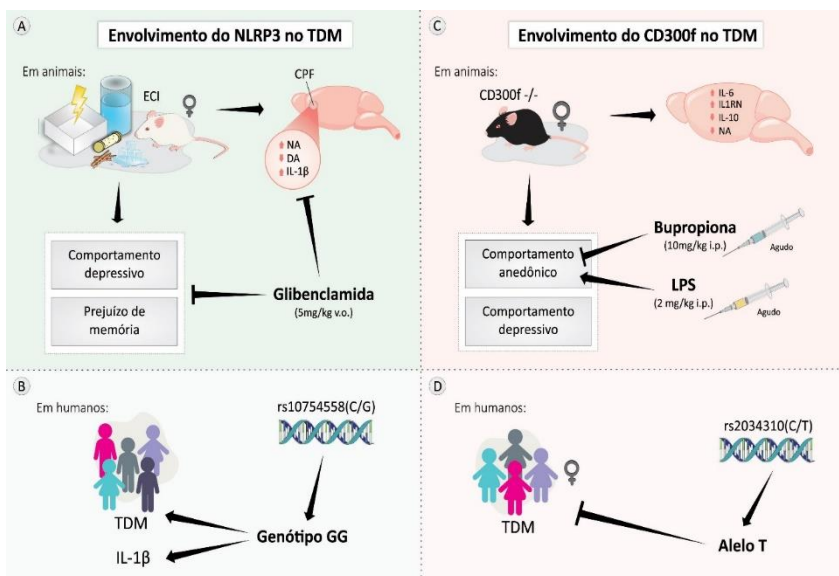 A
Envolvimento do NLRP3 no TDM
Em animais:
ECI
CPF
NA
DA
IL-1β
Comportamento
depressivo
Prejuízo de
memória
Glibenclamida
(5mg/kg v.o.)
B
Em humanos:
rs10754558(C/G)
TDM
IL-1β
Genótipo GG
C
Envolvimento do CD300f no TDM
Em animais:
CD300f -/-
IL-6
IL1RN
IL-10
NA
Comportamento
anedônico
Comportamento
depressivo
Bupropiona
(10mg/kg i.p.)
Agudo
LPS
(2 mg/kg i.p.)
Agudo
D
Em humanos:
rs2034310(C/T)
TDM
Alelo T